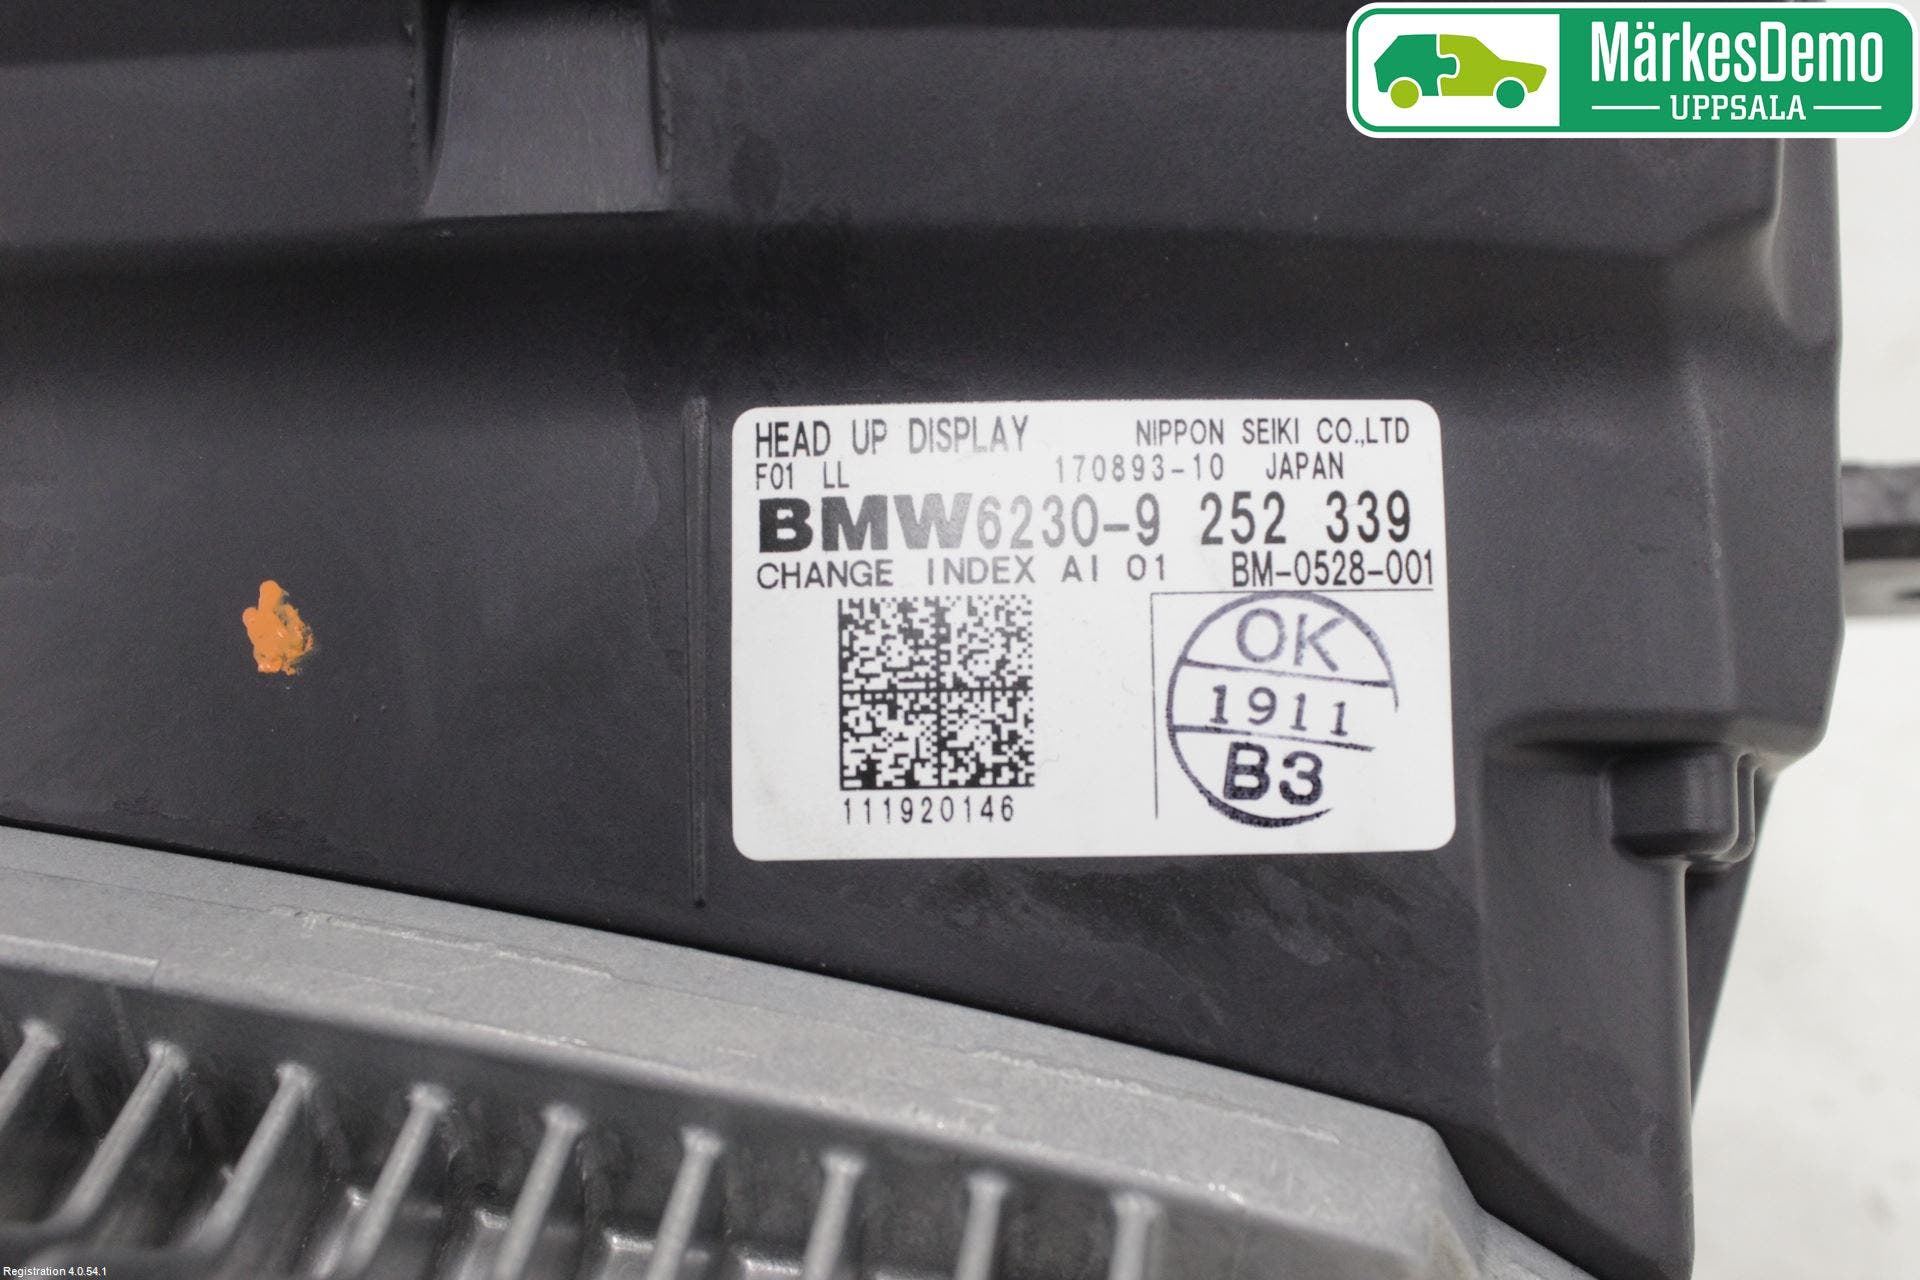 MärkesDemo
UPPSALA
HEAD UP DISPLAY NIPPON SEIKI CO.,LTD
F01 LL 170893-10 JAPAN
BMW6230-9 252 339
CHANGE INDEX AI 01 BM-0528-001
OK
1911
B3
111920146
Registration 4.0.54.1